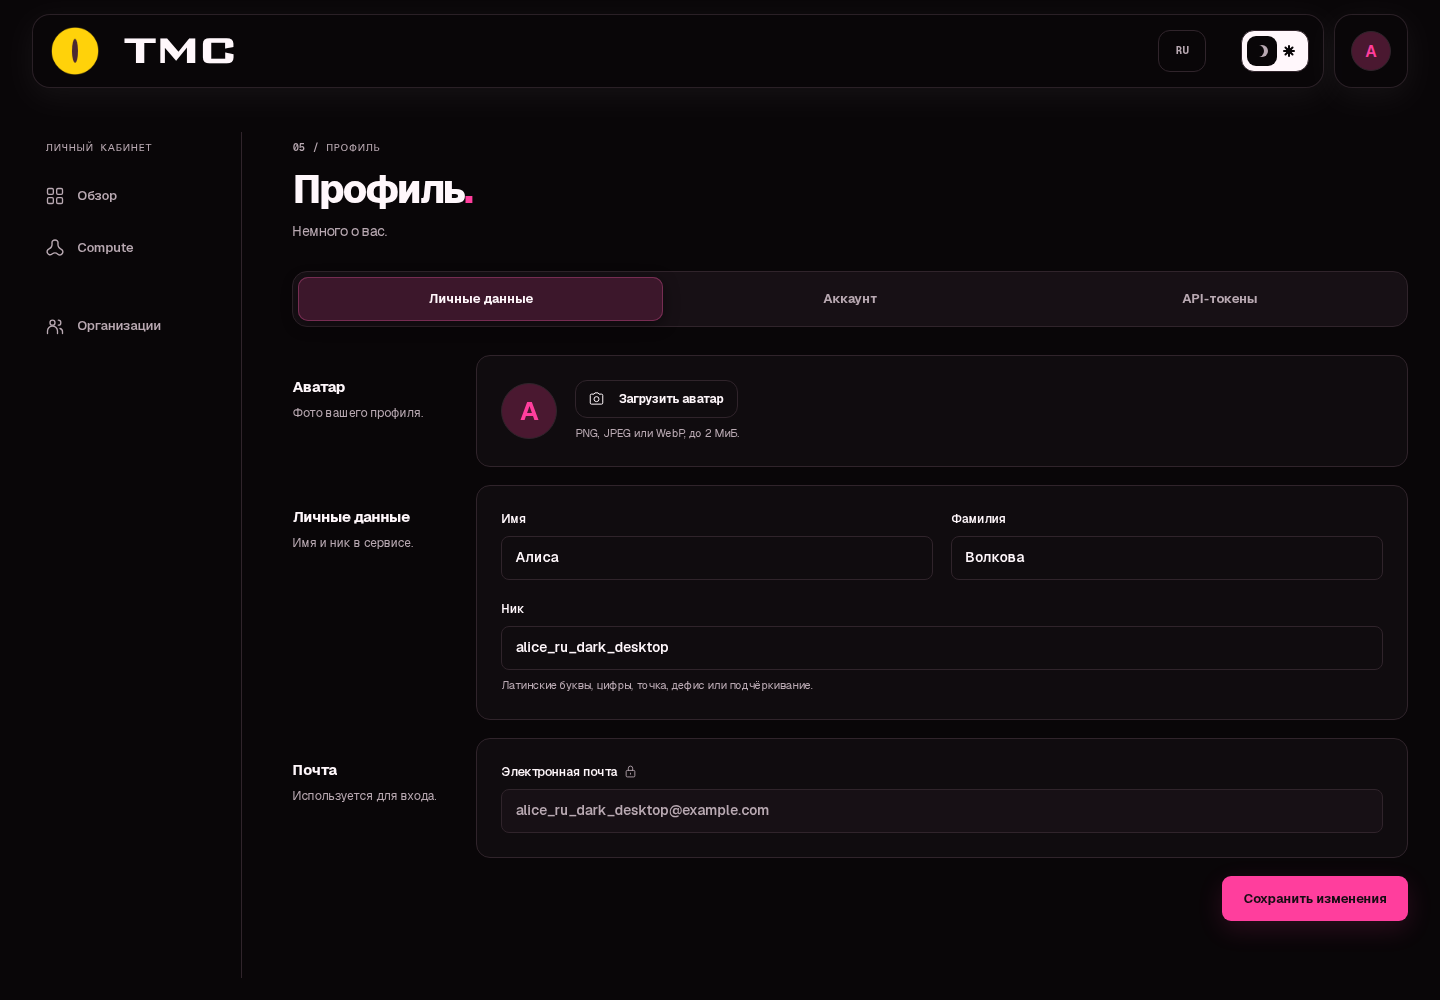 TMC
RU
A
ЛИЧНЫЙ КАБИНЕТ
Обзор
Compute
Организации
05 / ПРОФИЛЬ
Профиль.
Немного о вас.
Личные данные
Аккаунт
API-токены
Аватар
Фото вашего профиля.
A
Загрузить аватар
PNG, JPEG или WebP, до 2 МиБ.
Личные данные
Имя и ник в сервисе.
Имя
Фамилия
Алиса
Волкова
Ник
alice_ru_dark_desktop
Латинские буквы, цифры, точка, дефис или подчёркивание.
Почта
Используется для входа.
Электронная почта
alice_ru_dark_desktop@example.com
Сохранить изменения